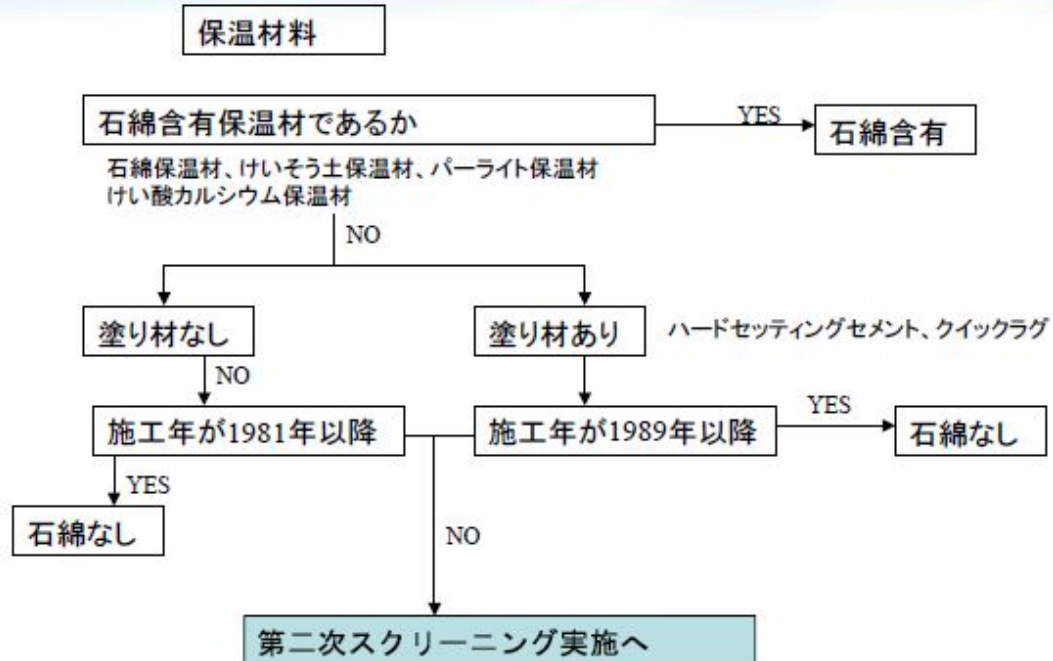 保温材料
石綿含有保温材であるか
YES
石綿含有
石綿保温材、けいそう土保温材、パーライト保温材
けい酸カルシウム保温材
NO
塗り材なし
塗り材あり
ハードセッティングセメント、クイックラグ
NO
施工年が1981年以降
施工年が1989年以降
YES
石綿なし
YES
石綿なし
NO
第二次スクリーニング実施へ